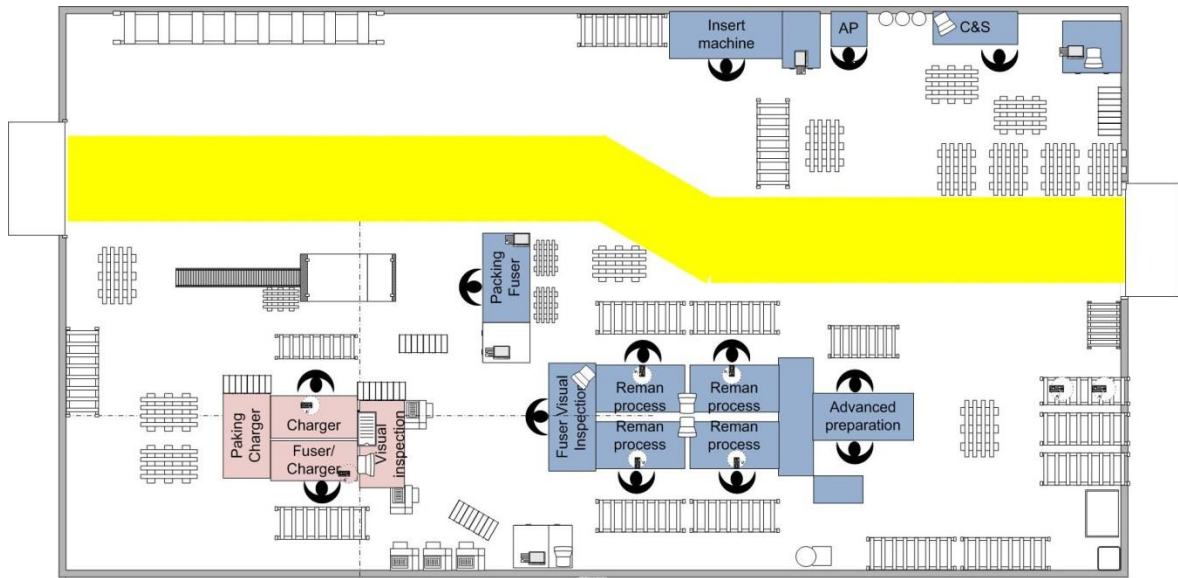 Insert
machine
AP
C&S
Packing
Fuser
Paking
Charger
Charger
Fuser/
Charger
Visual
inspection
Fuser Visual
Inspection
Reman
process
Reman
process
Reman
process
Reman
process
Advanced
preparation